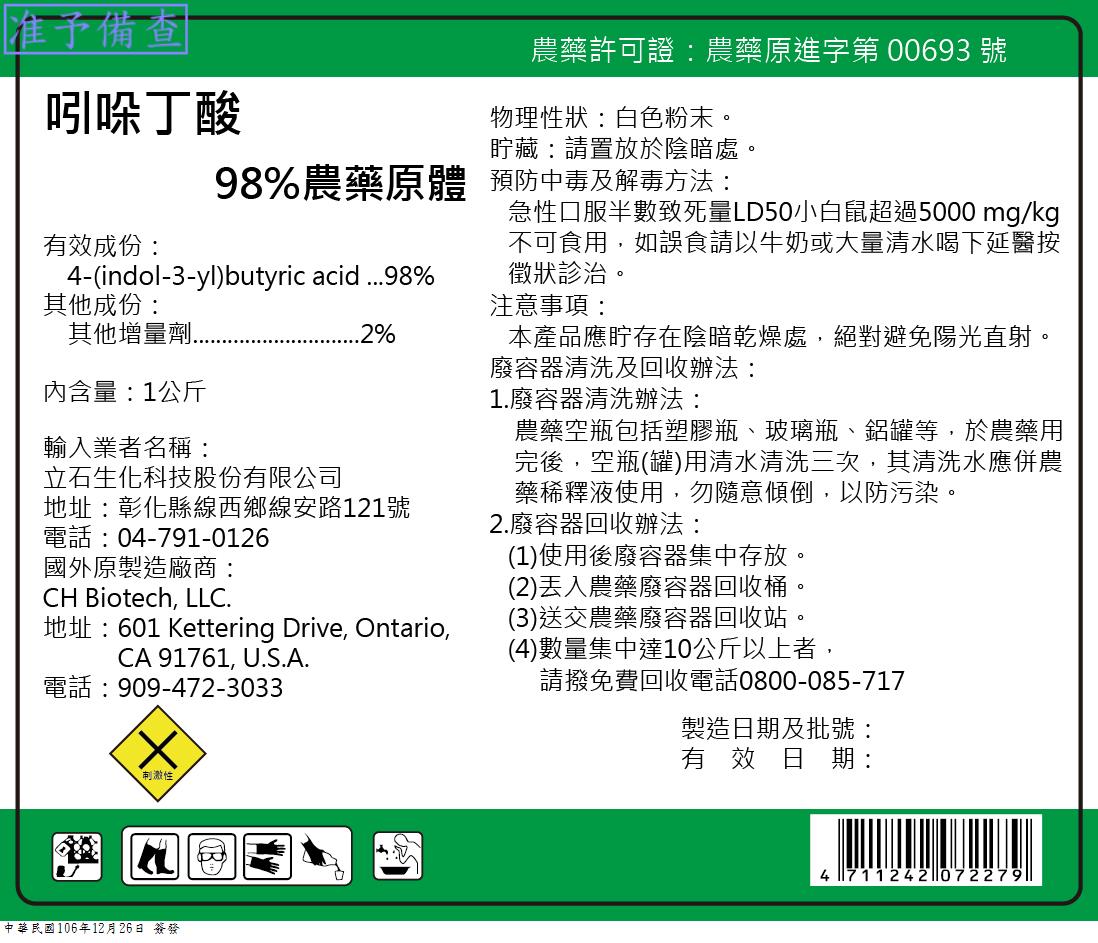 准予備查
農藥許可證：農藥原進字第 00693 號
吲哚丁酸
98%農藥原體
有效成份：
4-(indol-3-yl)butyric acid ...98%
其他成份：
其他增量劑.............................2%
內含量：1公斤
輸入業者名稱：
立石生化科技股份有限公司
地址：彰化縣線西鄉線安路121號
電話：04-791-0126
國外原製造廠商：
CH Biotech, LLC.
地址：601 Kettering Drive, Ontario,
CA 91761, U.S.A.
電話：909-472-3033
刺激性
物理性狀：白色粉末。
貯藏：請置放於陰暗處。
預防中毒及解毒方法：
急性口服半數致死量LD50小白鼠超過5000 mg/kg
不可食用，如誤食請以牛奶或大量清水喝下延醫按
徵狀診治。
注意事項：
本產品應貯存在陰暗乾燥處，絕對避免陽光直射。
廢容器清洗及回收辦法：
1.廢容器清洗辦法：
農藥空瓶包括塑膠瓶、玻璃瓶、鋁罐等，於農藥用
完後，空瓶(罐)用清水清洗三次，其清洗水應併農
藥稀釋液使用，勿隨意傾倒，以防污染。
2.廢容器回收辦法：
(1)使用後廢容器集中存放。
(2)丟入農藥廢容器回收桶。
(3)送交農藥廢容器回收站。
(4)數量集中達10公斤以上者，
請撥免費回收電話0800-085-717
製造日期及批號：
有 效 日 期：
4 711242 072279
中華民國106年12月26日 簽發